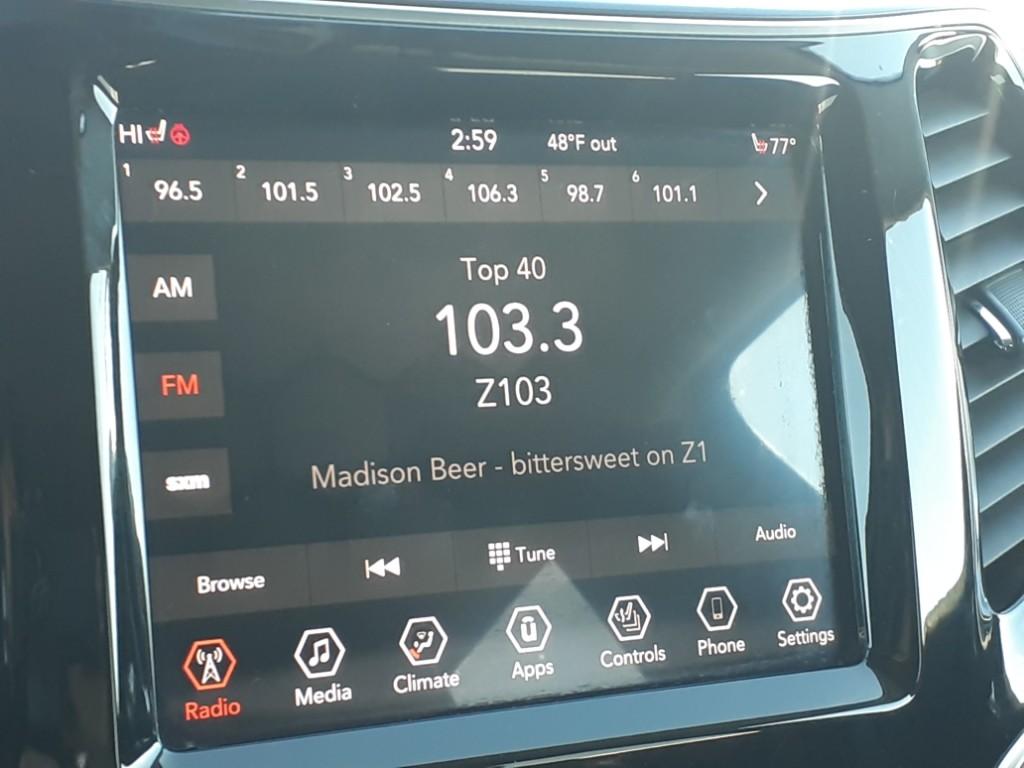 HI 2:59 48°F out 77°
1 96.5 2 101.5 3 102.5 4 106.3 5 98.7 6 101.1
AM
Top 40
103.3
FM
Z103
sxm
Madison Beer - bittersweet on Z1
Browse Tune Audio
Radio Media Climate Apps Controls Phone Settings